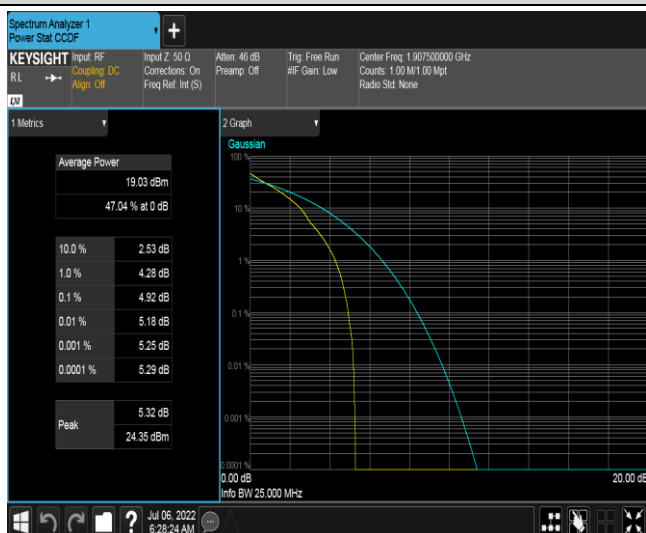 Spectrum Analyzer 1
Power Stat CCDF
KEYSIGHT
RL
LXI
Input: RF
Coupling: DC
Align: Off
Input Z: 50 Ω
Corrections: On
Freq Ref: Int (S)
Atten: 46 dB
Preamp: Off
Trig: Free Run
#IF Gain: Low
Center Freq: 1.907500000 GHz
Counts: 1.00 M/1.00 Mpt
Radio Std: None
1 Metrics
Average Power
19.03 dBm
47.04 % at 0 dB
10.0 % 2.53 dB
1.0 % 4.28 dB
0.1 % 4.92 dB
0.01 % 5.18 dB
0.001 % 5.25 dB
0.0001 % 5.29 dB
Peak
5.32 dB
24.35 dBm
2 Graph
Gaussian
100 %
10 %
1 %
0.1 %
0.01 %
0.001 %
0.0001 %
0.00 dB
20.00 dB
Info BW 25.000 MHz
?
Jul 06, 2022
6:28:24 AM